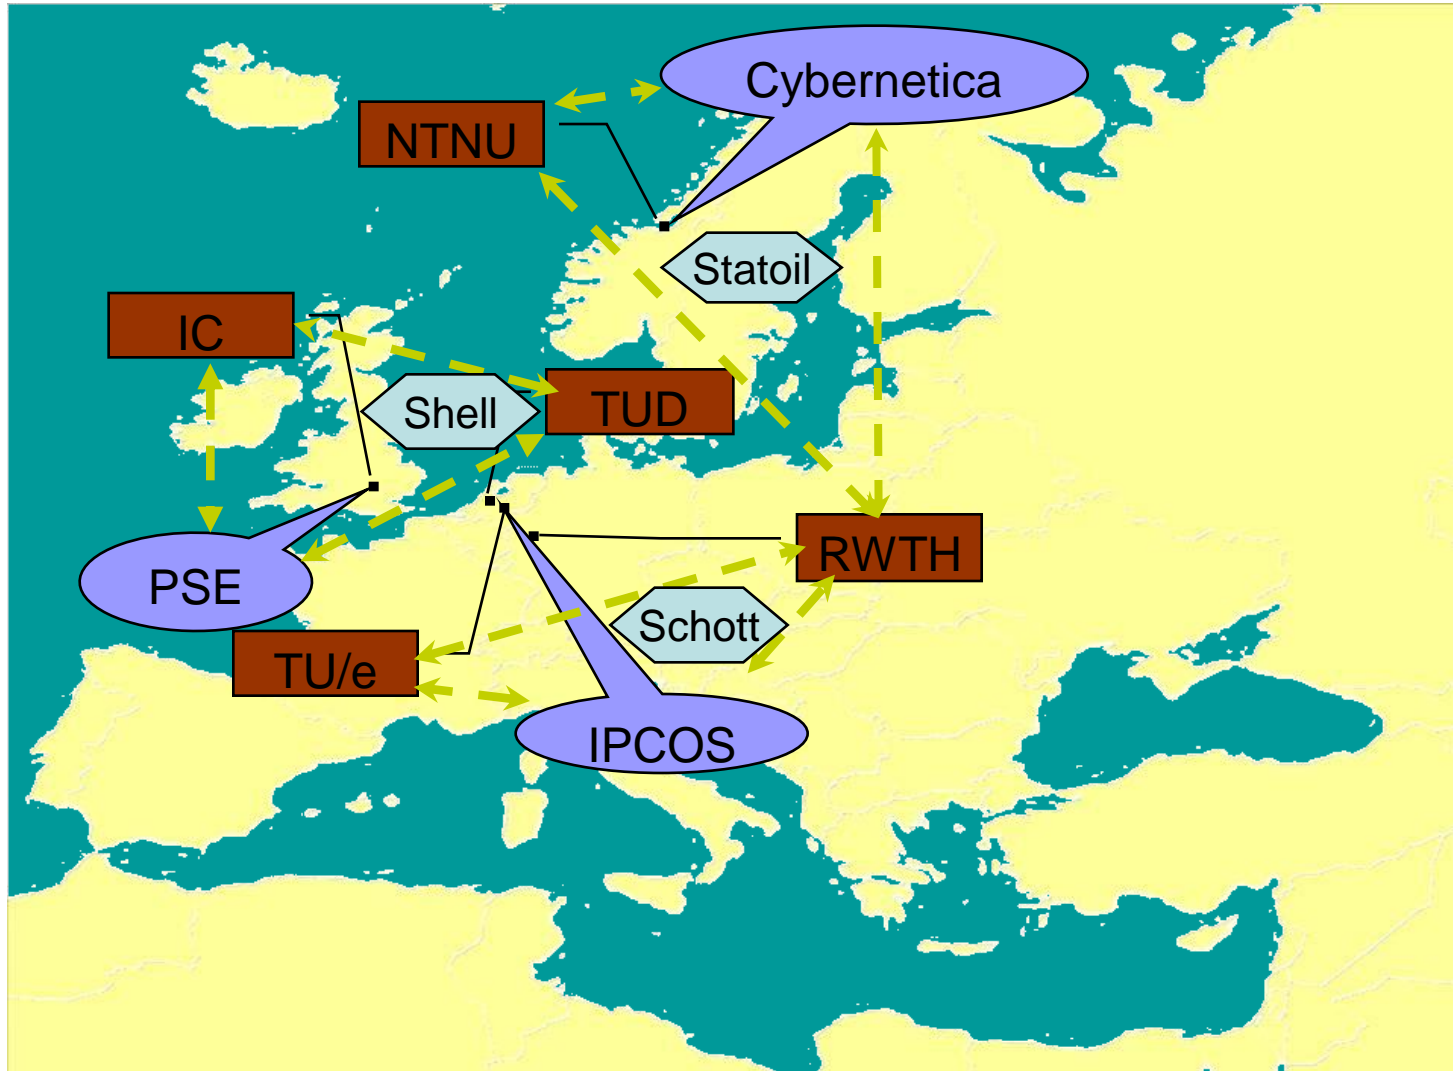 Cybernetica
NTNU
Statoil
IC
Shell
TUD
RWTH
PSE
Schott
TU/e
IPCOS